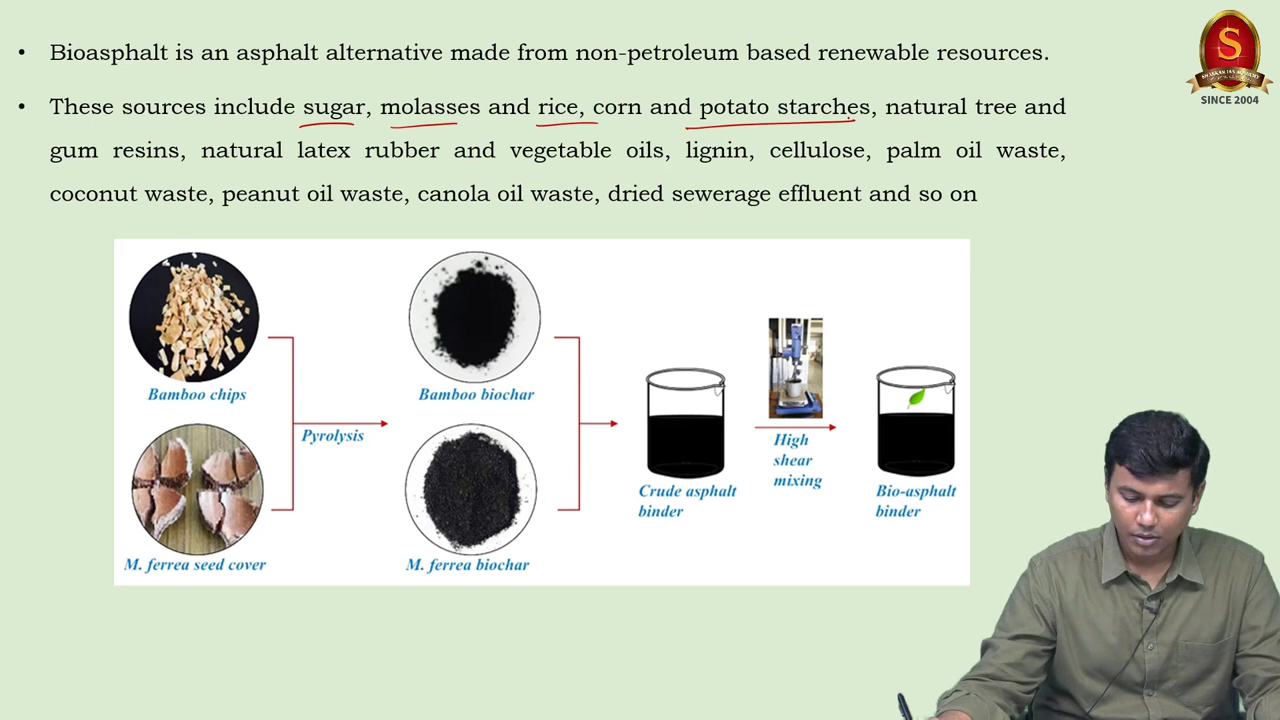 • Bioasphalt is an asphalt alternative made from non-petroleum based renewable resources.
• These sources include sugar, molasses and rice, corn and potato starches, natural tree and
gum resins, natural latex rubber and vegetable oils, lignin, cellulose, palm oil waste,
coconut waste, peanut oil waste, canola oil waste, dried sewerage effluent and so on
S
SINCE 2004
Bamboo chips
Bamboo biochar
Pyrolysis
High
shear
mixing
Crude asphalt
binder
Bio-asphalt
binder
M. ferrea seed cover
M. ferrea biochar